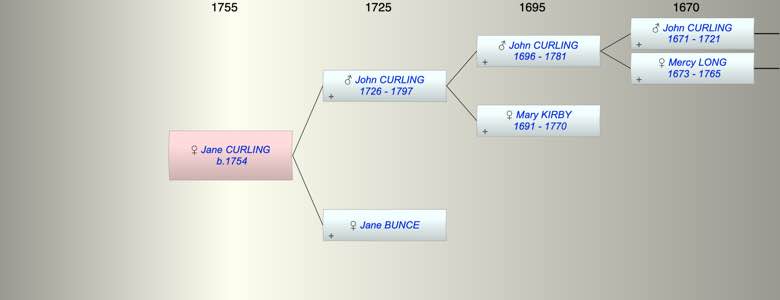 1755 1725 1695 1670
♂ John CURLING
1671 - 1721
+
♂ John CURLING
1696 - 1781
+
♀ Mercy LONG
1673 - 1765
+
♂ John CURLING
1726 - 1797
+
♀ Mary KIRBY
1691 - 1770
+
♀ Jane CURLING
b.1754
♀ Jane BUNCE
+